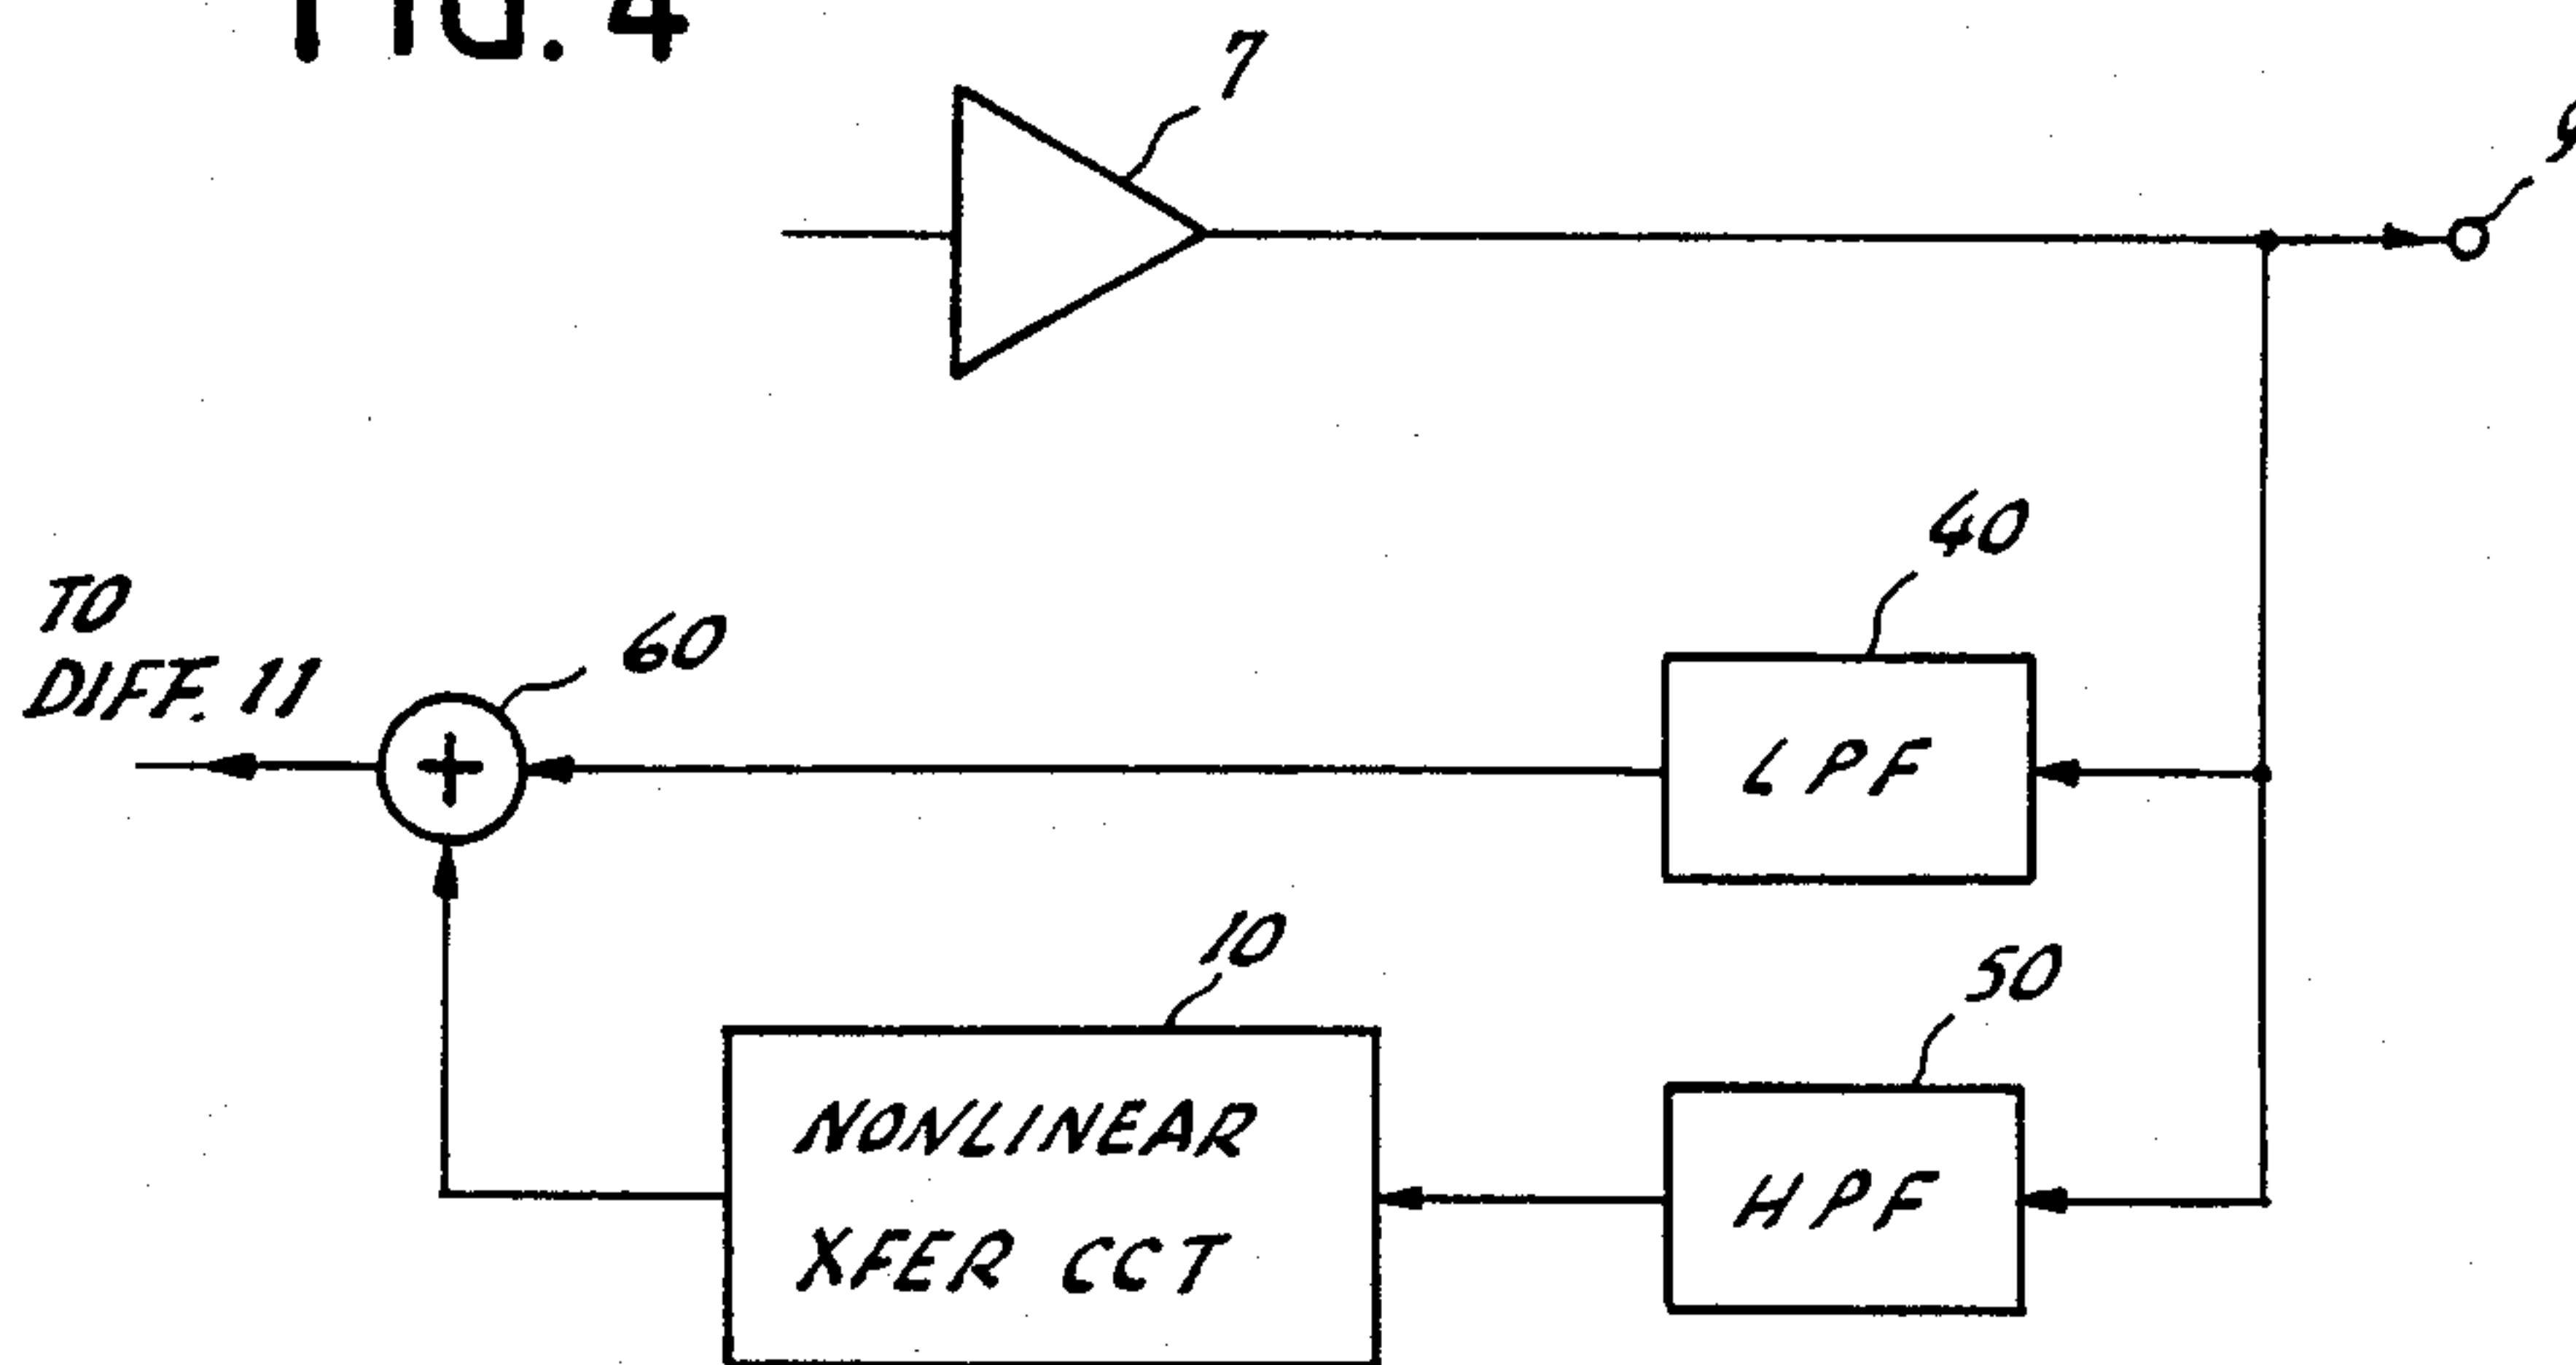 FIG. 4
7
9
40
TO
DIFF. 11
60
LPF
10
50
NONLINEAR
XFER CCT
HPF
+